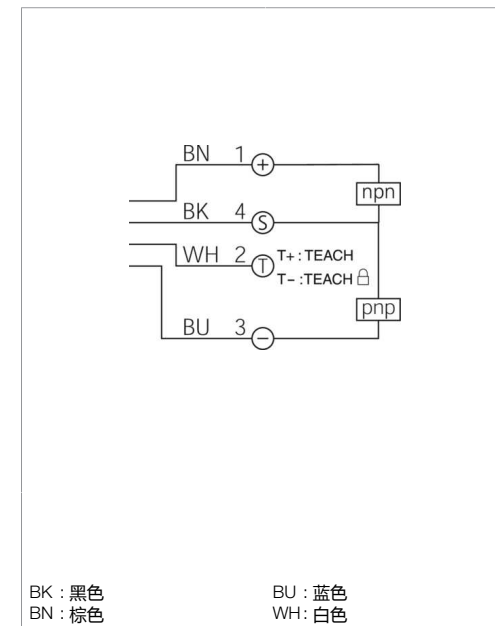 BN 1 +
npn
BK 4 S
WH 2 T T+: TEACH
T- : TEACH
pnp
BU 3 -
BK : 黑色 BU : 蓝色
BN : 棕色 WH : 白色